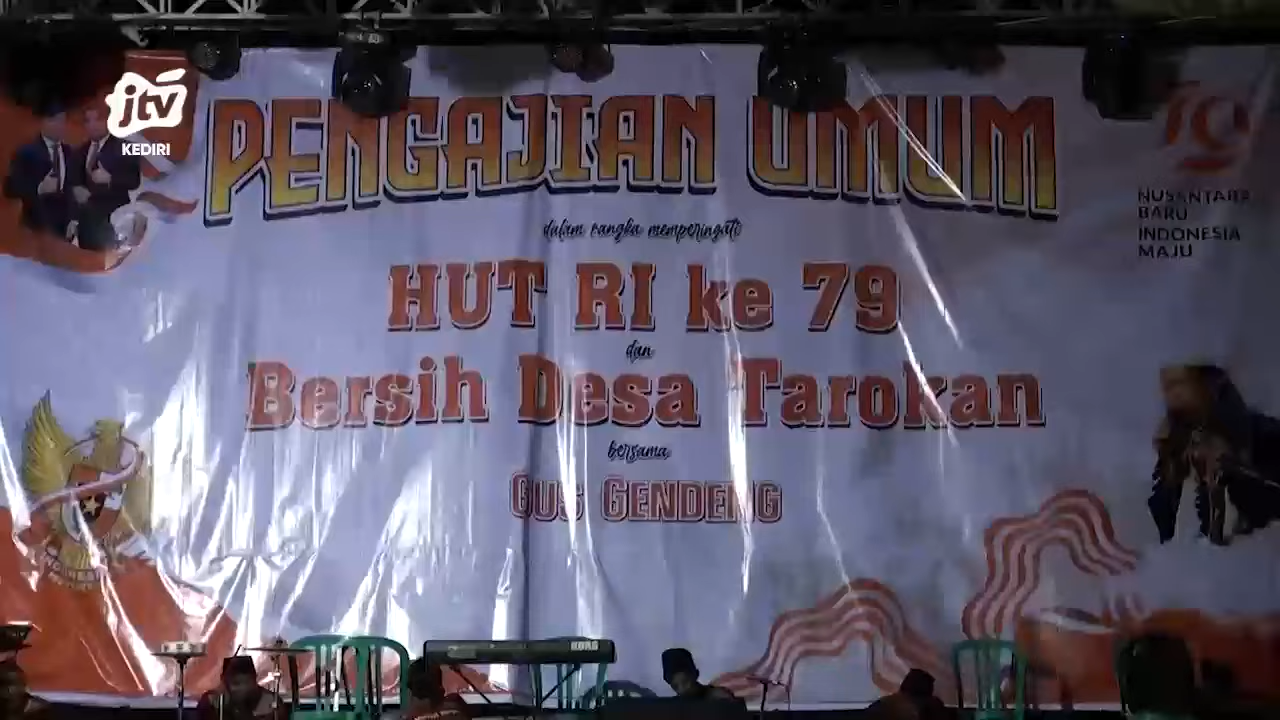 jtv
KEDIRI
PENGAJIAN UMUM
dalam rangka memperingati
HUT RI ke 79
dan
Bersih Desa Tarokan
bersama
GUS GENDENG
79
NUSANTARA
BARU
INDONESIA
MAJU
KORG